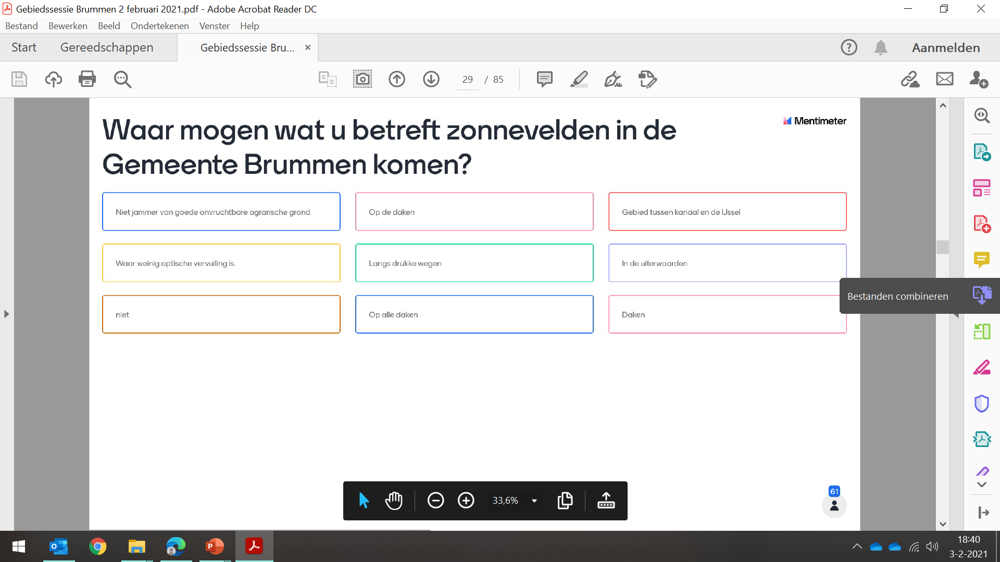 Gebiedssessie Brummen 2 februari 2021.pdf - Adobe Acrobat Reader DC
Bestand Bewerken Beeld Ondertekenen Venster Help
Start Gereedschappen Gebiedssessie Bru... × Aanmelden
29 / 85
Waar mogen wat u betreft zonnevelden in de
Gemeente Brummen komen?
Mentimeter
Niet jammer van goede onvruchtbare agrarische grond
Op de daken
Gebied tussen kanaal en de IJssel
Waar weinig optische vervuiling is.
Langs drukke wegen
In de uiterwaarden
niet
Op alle daken
Daken
Bestanden combineren
33,6%
61
18:40
3-2-2021